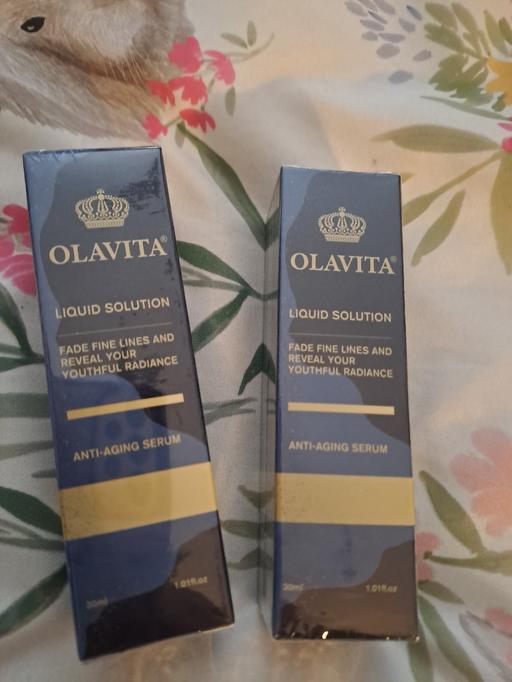 OLAVITA®
LIQUID SOLUTION
FADE FINE LINES AND
REVEAL YOUR
YOUTHFUL RADIANCE
ANTI-AGING SERUM
30ml 1.01fl.oz
OLAVITA®
LIQUID SOLUTION
FADE FINE LINES AND
REVEAL YOUR
YOUTHFUL RADIANCE
ANTI-AGING SERUM
30ml 1.01fl.oz